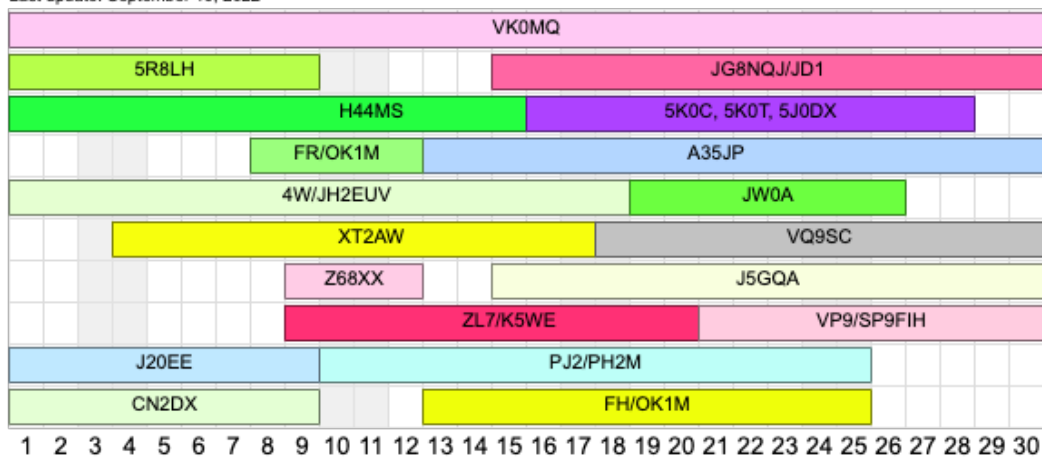 VK0MQ
5R8LH JG8NQJ/JD1
H44MS 5K0C, 5K0T, 5J0DX
FR/OK1M A35JP
4W/JH2EUV JW0A
XT2AW VQ9SC
Z68XX J5GQA
ZL7/K5WE VP9/SP9FIH
J20EE PJ2/PH2M
CN2DX FH/OK1M
1 2 3 4 5 6 7 8 9 10 11 12 13 14 15 16 17 18 19 20 21 22 23 24 25 26 27 28 29 30